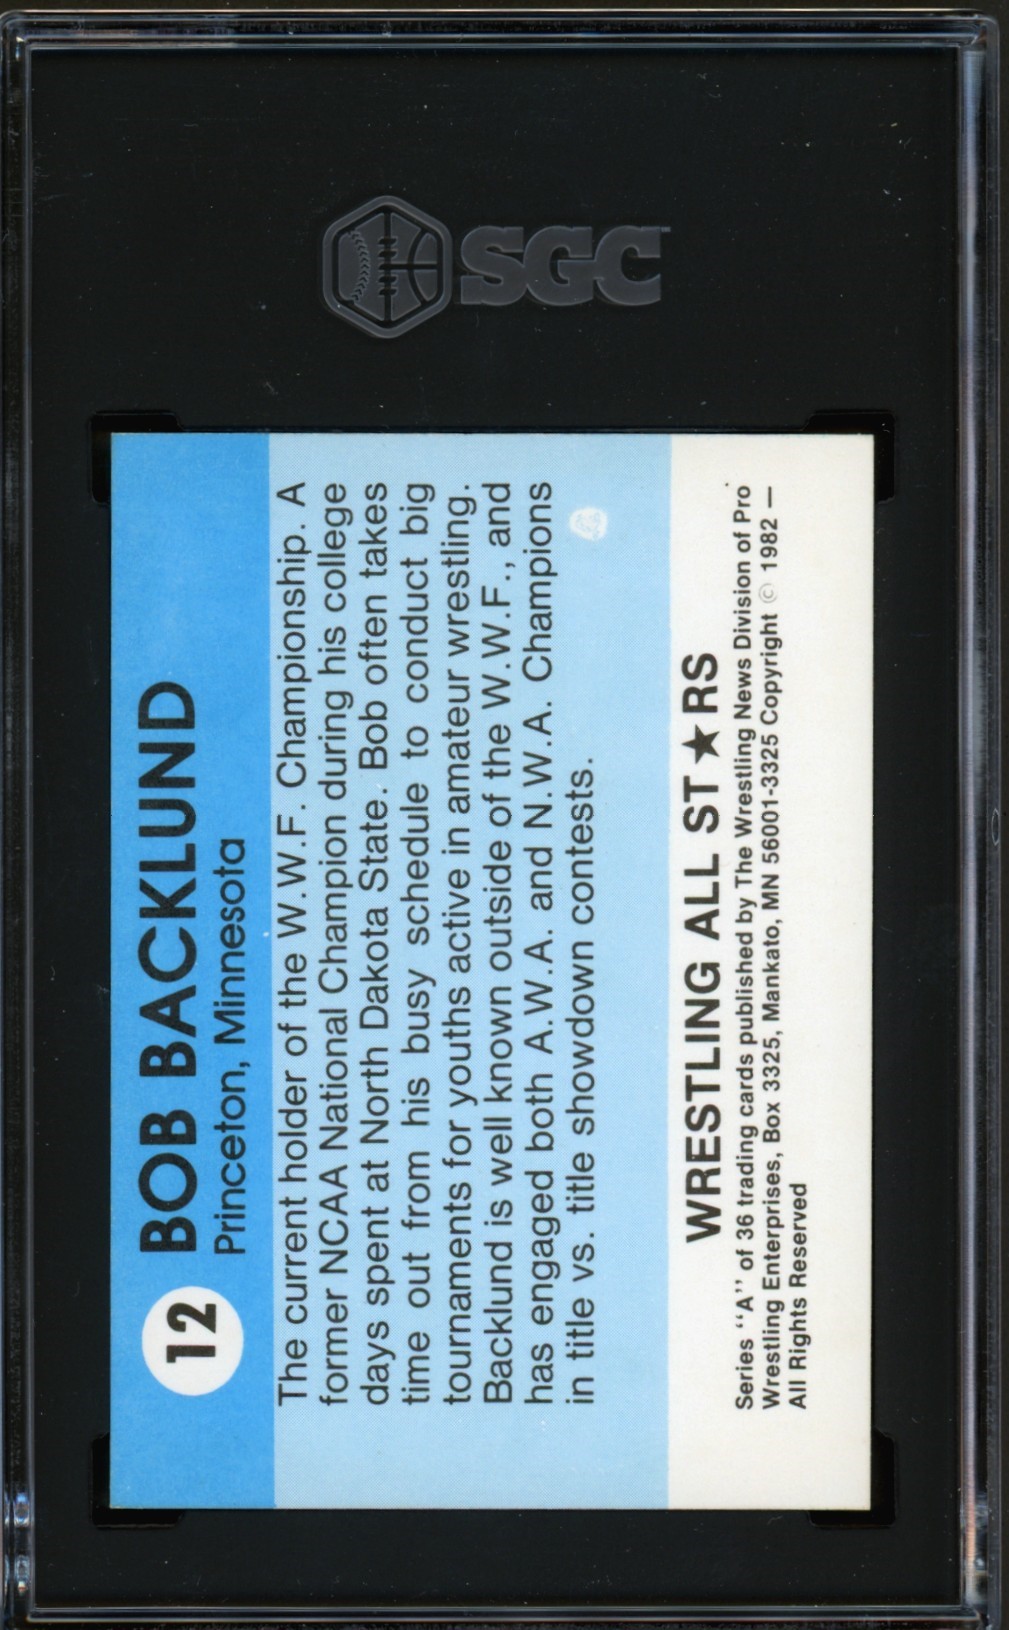 SGC
12
BOB BACKLUND
Princeton, Minnesota
The current holder of the W.W.F. Championship. A
former NCAA National Champion during his college
days spent at North Dakota State. Bob often takes
time out from his busy schedule to conduct big
tournaments for youths active in amateur wrestling.
Backlund is well known outside of the W.W.F., and
has engaged both A.W.A. and N.W.A. Champions
in title vs. title showdown contests.
WRESTLING ALL ST★RS
Series "A" of 36 trading cards published by The Wrestling News Division of Pro
Wrestling Enterprises, Box 3325, Mankato, MN 56001-3325 Copyright © 1982 —
All Rights Reserved